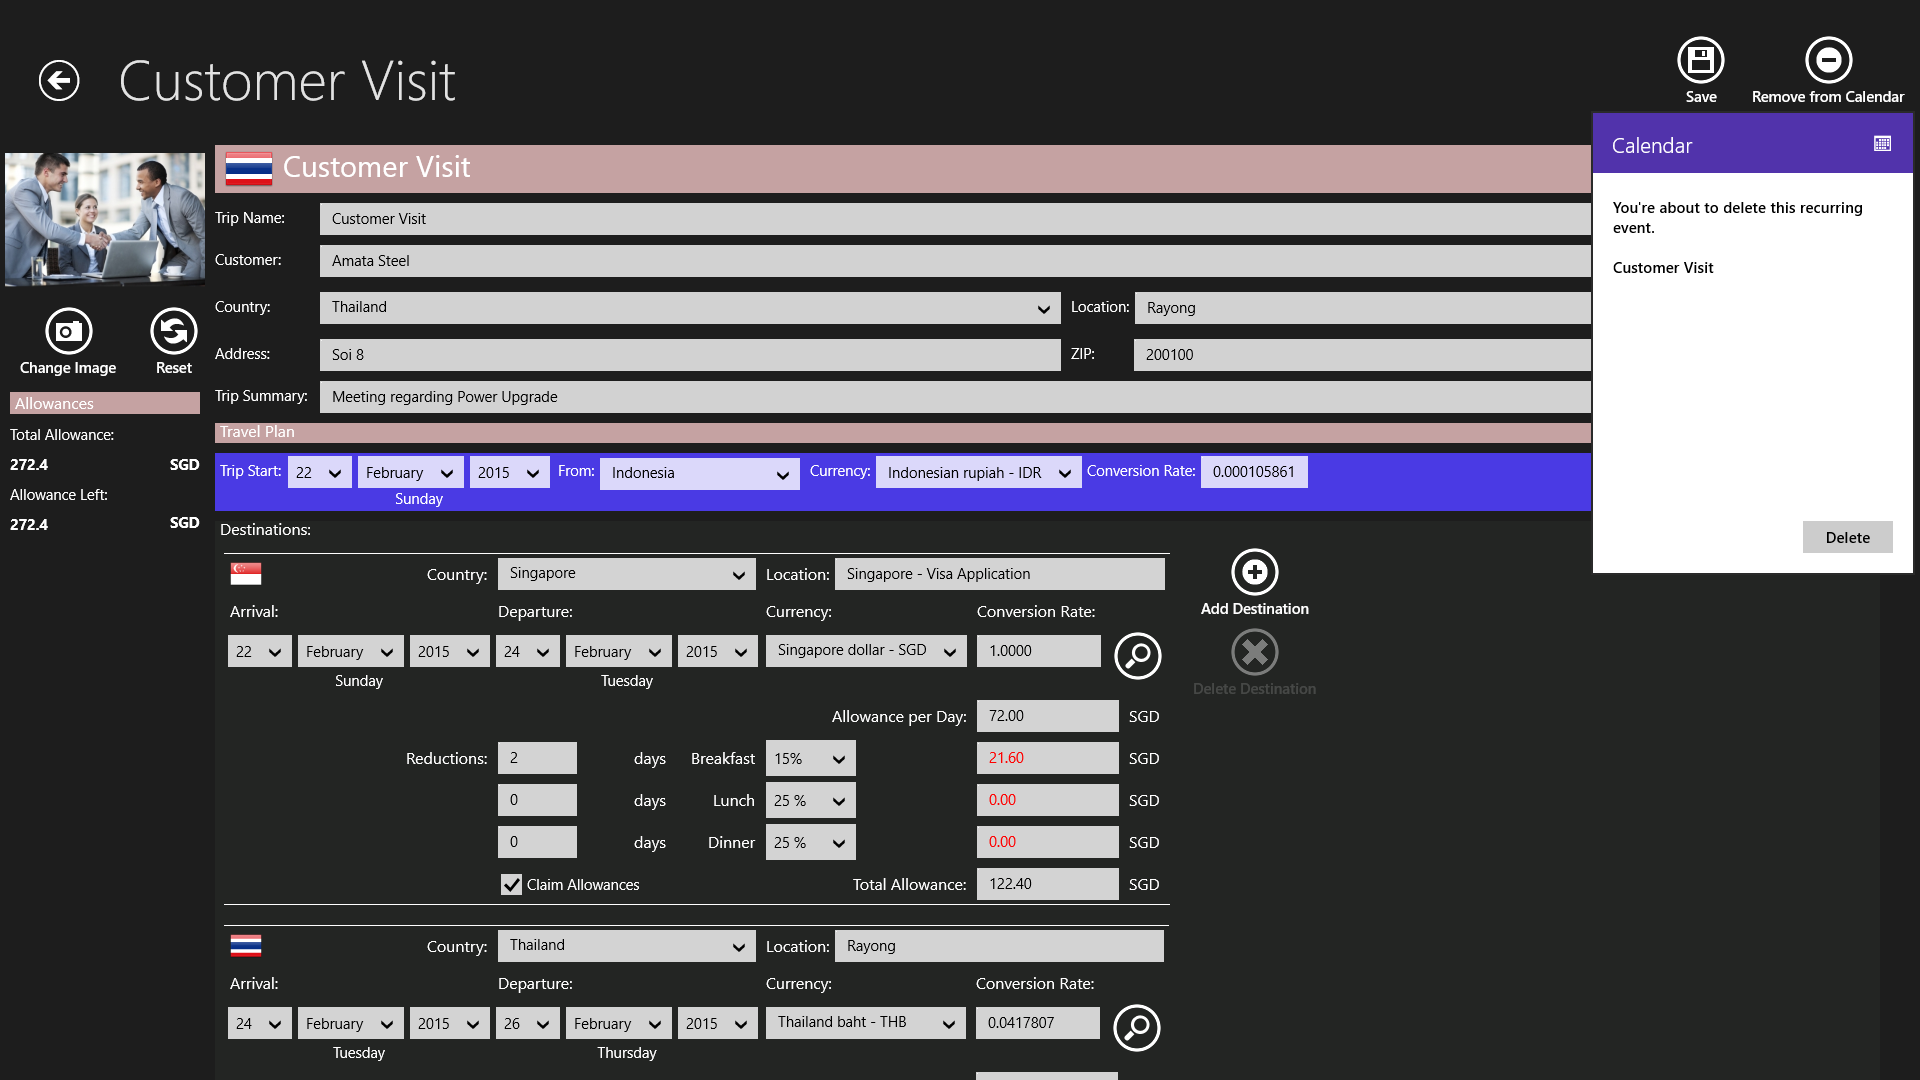 Customer Visit
Save
Remove from Calendar
Calendar
You're about to delete this recurring
event.
Customer Visit
Delete
Change Image
Reset
Allowances
Total Allowance:
272.4 SGD
Allowance Left:
272.4 SGD
Customer Visit
Trip Name: Customer Visit
Customer: Amata Steel
Country: Thailand Location: Rayong
Address: Soi 8 ZIP: 200100
Trip Summary: Meeting regarding Power Upgrade
Travel Plan
Trip Start: 22 February 2015 From: Indonesia Currency: Indonesian rupiah - IDR Conversion Rate: 0.000105861
Sunday
Destinations:
Country: Singapore Location: Singapore - Visa Application
Arrival: Departure: Currency: Conversion Rate:
22 February 2015 24 February 2015 Singapore dollar - SGD 1.0000
Sunday Tuesday
Allowance per Day: 72.00 SGD
Reductions: 2 days Breakfast 15% 21.60 SGD
0 days Lunch 25 % 0.00 SGD
0 days Dinner 25 % 0.00 SGD
Claim Allowances Total Allowance: 122.40 SGD
Add Destination
Delete Destination
Country: Thailand Location: Rayong
Arrival: Departure: Currency: Conversion Rate:
24 February 2015 26 February 2015 Thailand baht - THB 0.0417807
Tuesday Thursday